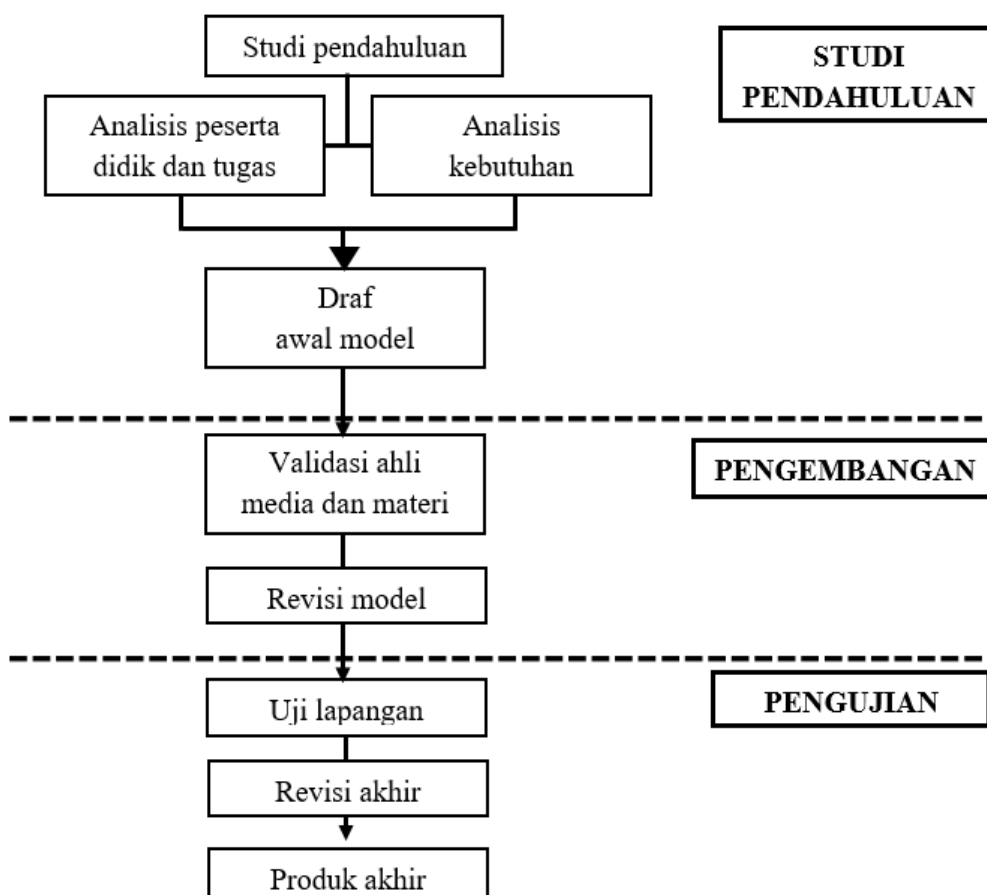 Studi pendahuluan
STUDI
PENDAHULUAN
Analisis peserta
didik dan tugas
Analisis
kebutuhan
Draf
awal model
Validasi ahli
media dan materi
PENGEMBANGAN
Revisi model
Uji lapangan
PENGUJIAN
Revisi akhir
Produk akhir